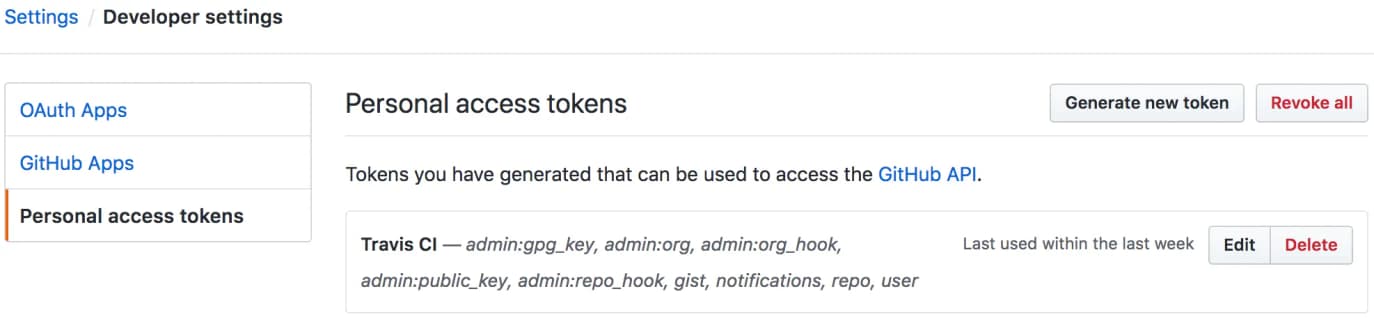 Settings / Developer settings
OAuth Apps
GitHub Apps
Personal access tokens
Personal access tokens
Generate new token
Revoke all
Tokens you have generated that can be used to access the GitHub API.
Travis CI — admin:gpg_key, admin:org, admin:org_hook,
admin:public_key, admin:repo_hook, gist, notifications, repo, user
Last used within the last week
Edit
Delete